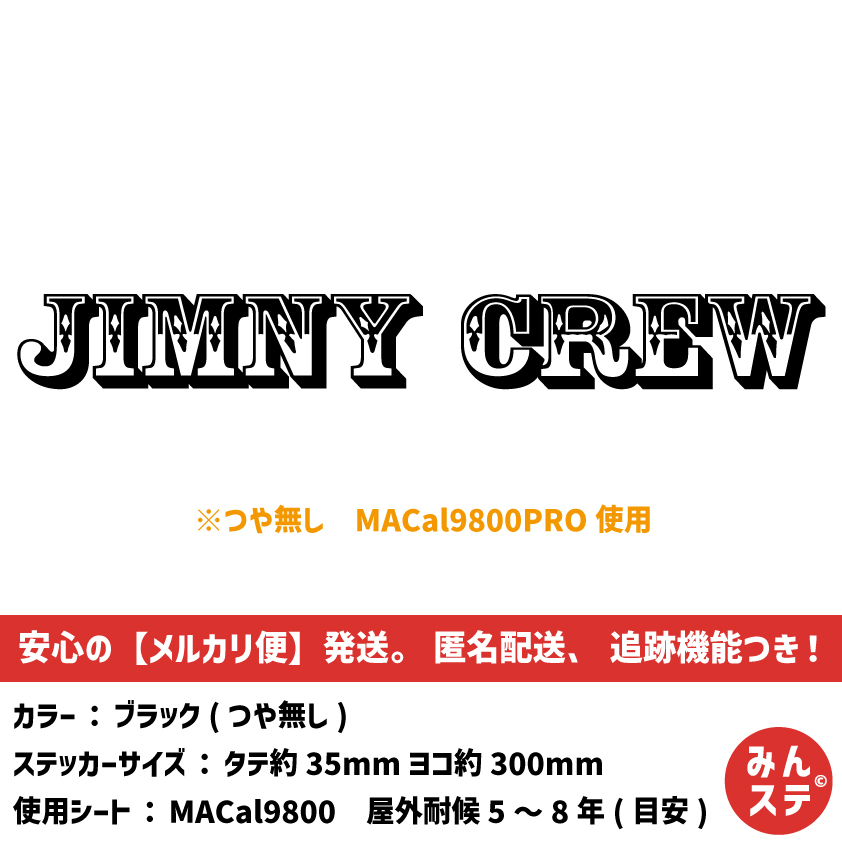 JIMNY CREW
※つや無し　MACal9800PRO 使用
安心の【メルカリ便】発送。 匿名配送、 追跡機能つき！
カラー ： ブラック ( つや無し )
ステッカーサイズ ： タテ約 35mm ヨコ約 300mm
使用シート ： MACal9800　屋外耐候 5 〜 8 年 ( 目安 )
みん
ステ©